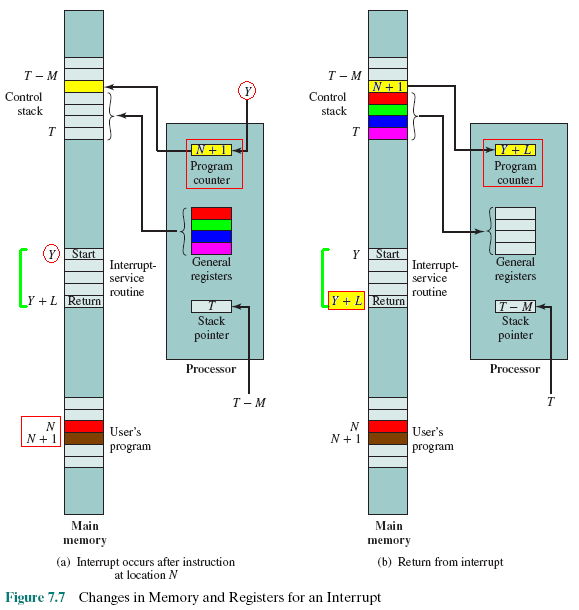 T − M
Control
stack
T
Y
N + 1
Program
counter
General
registers
T
Stack
pointer
Processor
T − M
Y
Start
Interrupt-
service
routine
Y + L
Return
N
N + 1
User's
program
Main
memory
(a) Interrupt occurs after instruction
at location N
T − M
N + 1
Control
stack
T
Y + L
Program
counter
General
registers
T − M
Stack
pointer
Processor
T
Y
Start
Interrupt-
service
routine
Y + L
Return
N
N + 1
User's
program
Main
memory
(b) Return from interrupt
Figure 7.7 Changes in Memory and Registers for an Interrupt